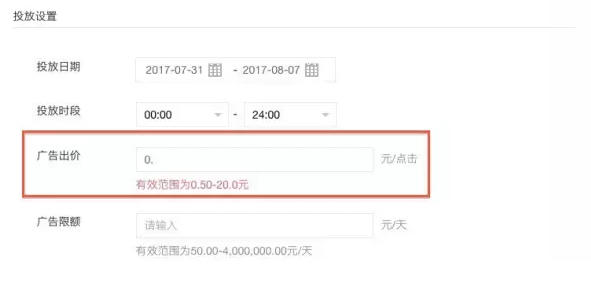 投放设置
投放日期 2017-07-31 - 2017-08-07
投放时段 00:00 - 24:00
广告出价 0. 元/点击
有效范围为0.50-20.0元
广告限额 请输入 元/天
有效范围为50.00-4,000,000.00元/天